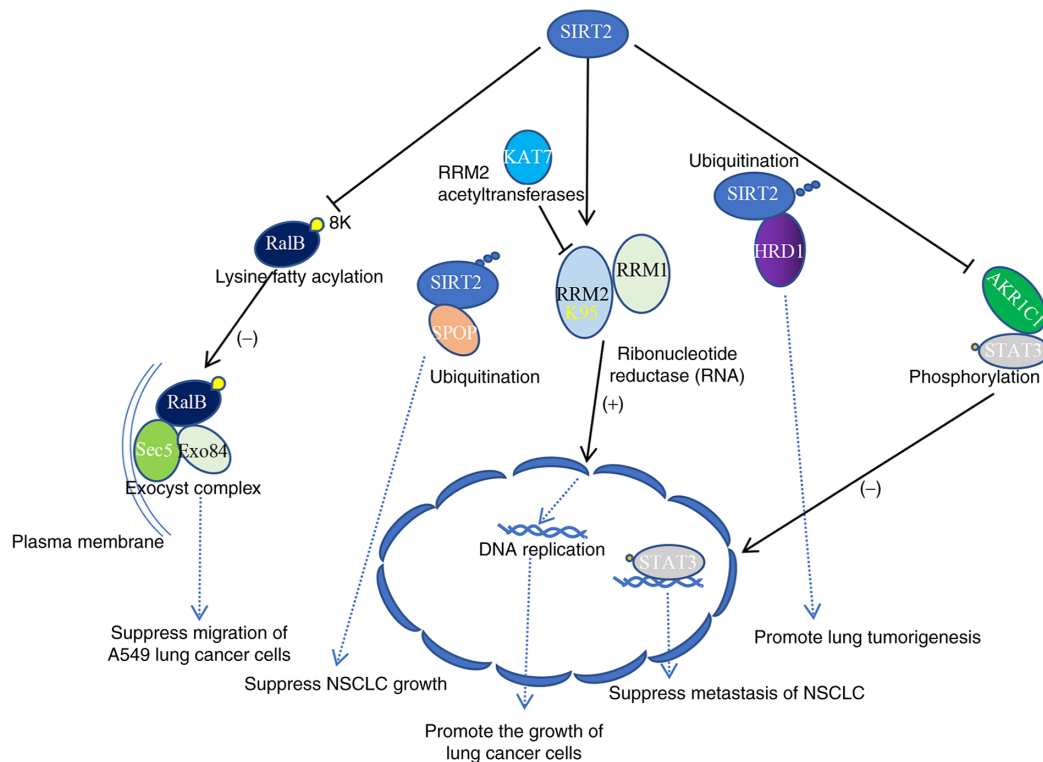 SIRT2
KAT7
RRM2
acetyltransferases
Ubiquitination
SIRT2
HRD1
8K
RalB
Lysine fatty acylation
SIRT2
SPOP
Ubiquitination
RRM1
RRM2
K95
AKR1C1
STAT3
Phosphorylation
(−)
Ribonucleotide
reductase (RNA)
(+)
RalB
Sec5
Exo84
Exocyst complex
Plasma membrane
(−)
DNA replication
STAT3
Suppress migration of
A549 lung cancer cells
Promote lung tumorigenesis
Suppress NSCLC growth
Suppress metastasis of NSCLC
Promote the growth of
lung cancer cells